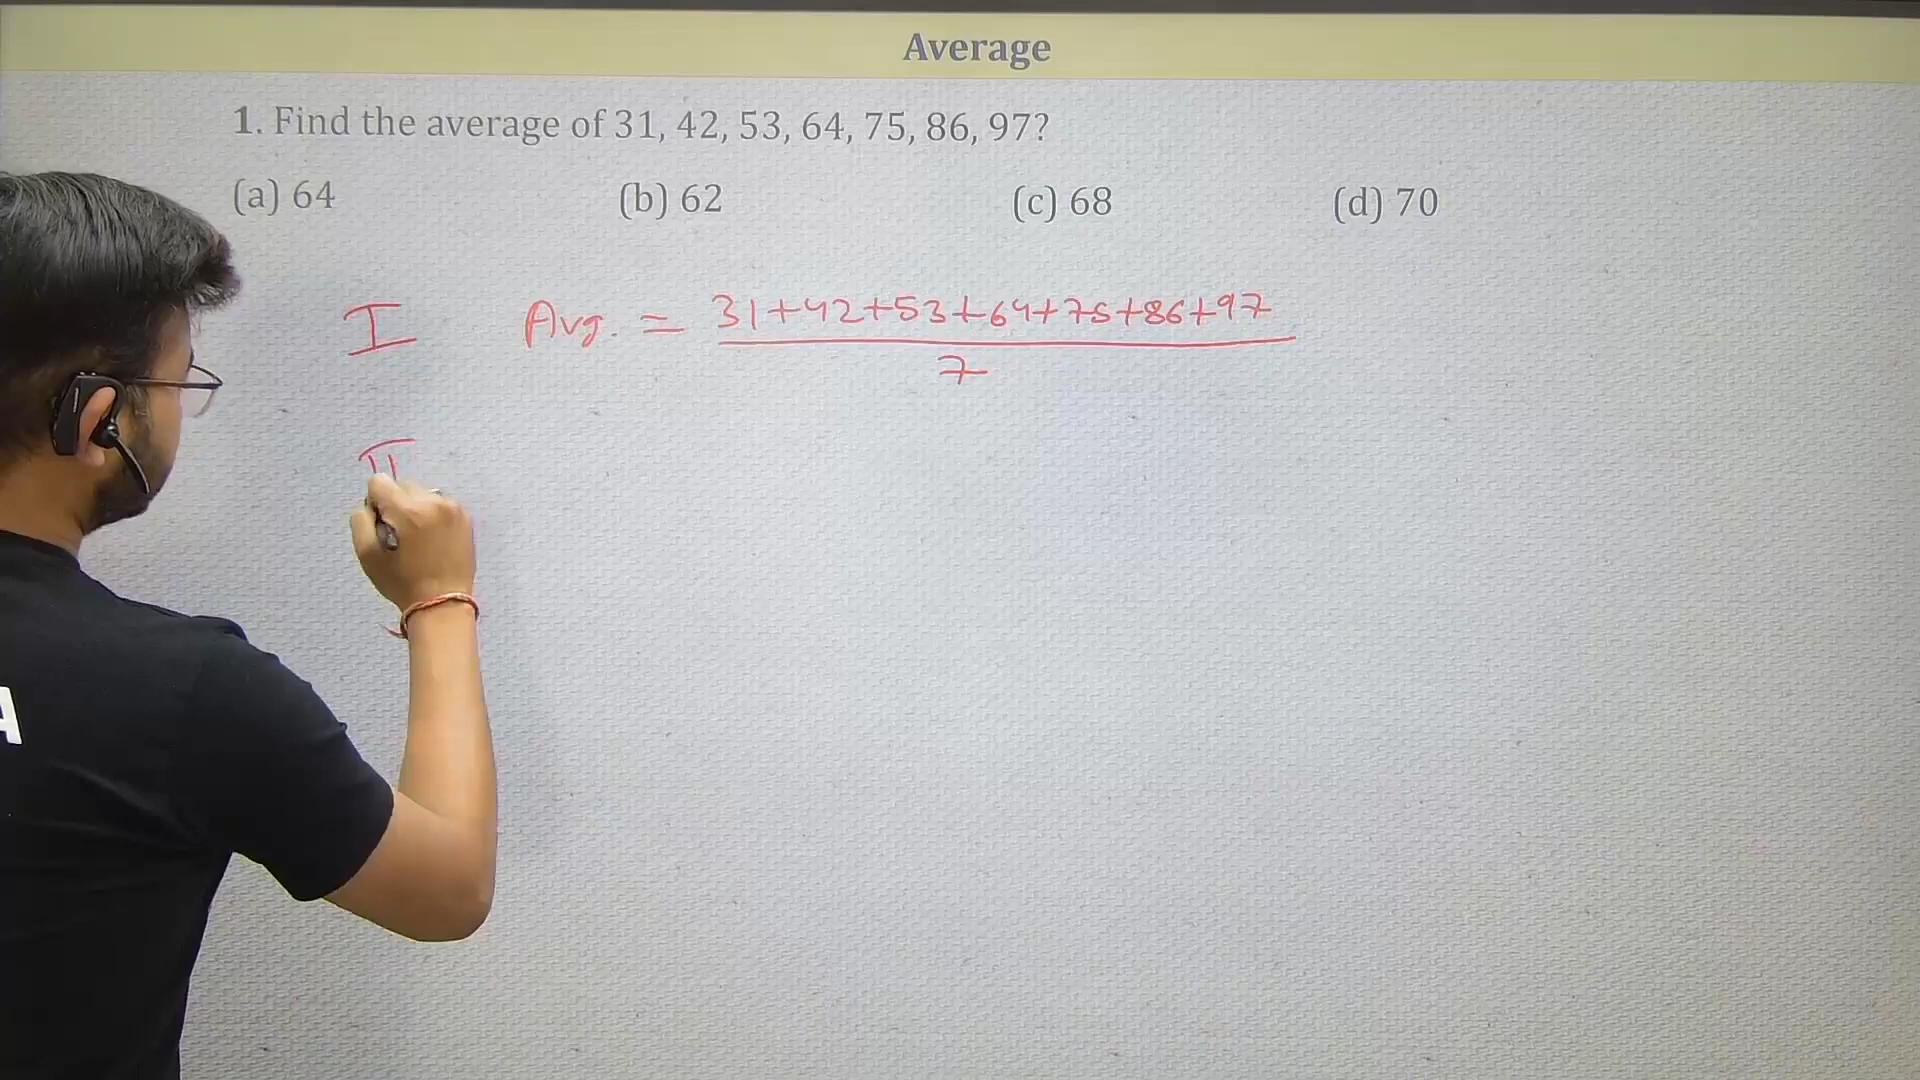 Average
1. Find the average of 31, 42, 53, 64, 75, 86, 97?
(a) 64 (b) 62 (c) 68 (d) 70
I Avg. = 31+42+53+64+75+86+97
7
II
A